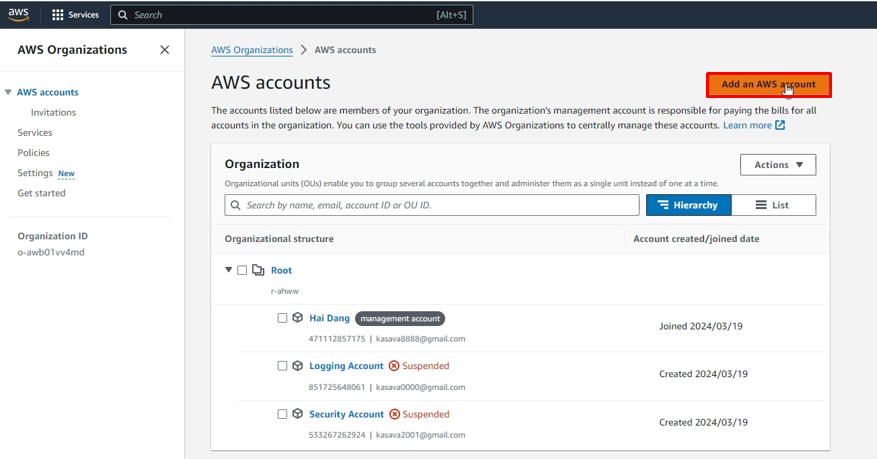 aws
Services
Search
[Alt+S]
AWS Organizations
AWS accounts
Invitations
Services
Policies
Settings New
Get started
Organization ID
o-awb01vv4md
AWS Organizations > AWS accounts
AWS accounts
Add an AWS account
The accounts listed below are members of your organization. The organization's management account is responsible for paying the bills for all
accounts in the organization. You can use the tools provided by AWS Organizations to centrally manage these accounts. Learn more
Organization
Actions
Organizational units (OUs) enable you to group several accounts together and administer them as a single unit instead of one at a time.
Search by name, email, account ID or OU ID.
Hierarchy
List
Organizational structure
Account created/joined date
Root
r-ahww
Hai Dang management account
471112857175 | kasava8888@gmail.com
Joined 2024/03/19
Logging Account Suspended
851725648061 | kasava0000@gmail.com
Created 2024/03/19
Security Account Suspended
533267262924 | kasava2001@gmail.com
Created 2024/03/19